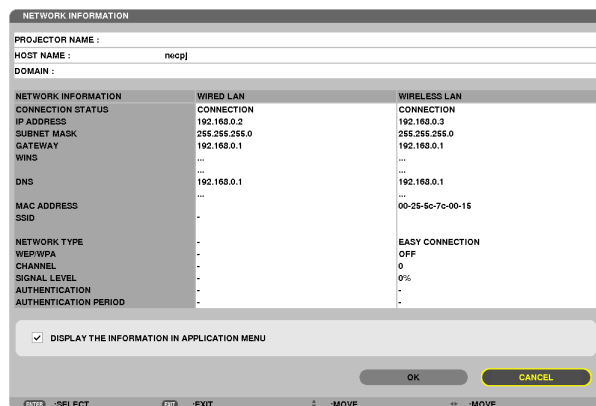 NETWORK INFORMATION
PROJECTOR NAME :
HOST NAME : necpj
DOMAIN :
NETWORK INFORMATION WIRED LAN WIRELESS LAN
CONNECTION STATUS CONNECTION CONNECTION
IP ADDRESS 192.168.0.2 192.168.0.3
SUBNET MASK 255.255.255.0 255.255.255.0
GATEWAY 192.168.0.1 192.168.0.1
WINS ... ...
... ...
DNS 192.168.0.1 192.168.0.1
... ...
MAC ADDRESS 00-25-5c-7c-00-15
SSID -
NETWORK TYPE - EASY CONNECTION
WEP/WPA - OFF
CHANNEL - 0
SIGNAL LEVEL - 0%
AUTHENTICATION - -
AUTHENTICATION PERIOD - -
DISPLAY THE INFORMATION IN APPLICATION MENU
OK CANCEL
ENTER :SELECT EXIT :EXIT :MOVE :MOVE